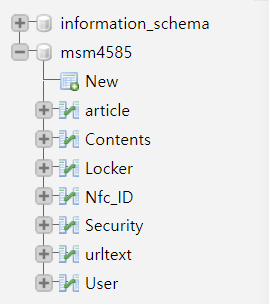 information_schema
msm4585
New
article
Contents
Locker
Nfc_ID
Security
urltext
User